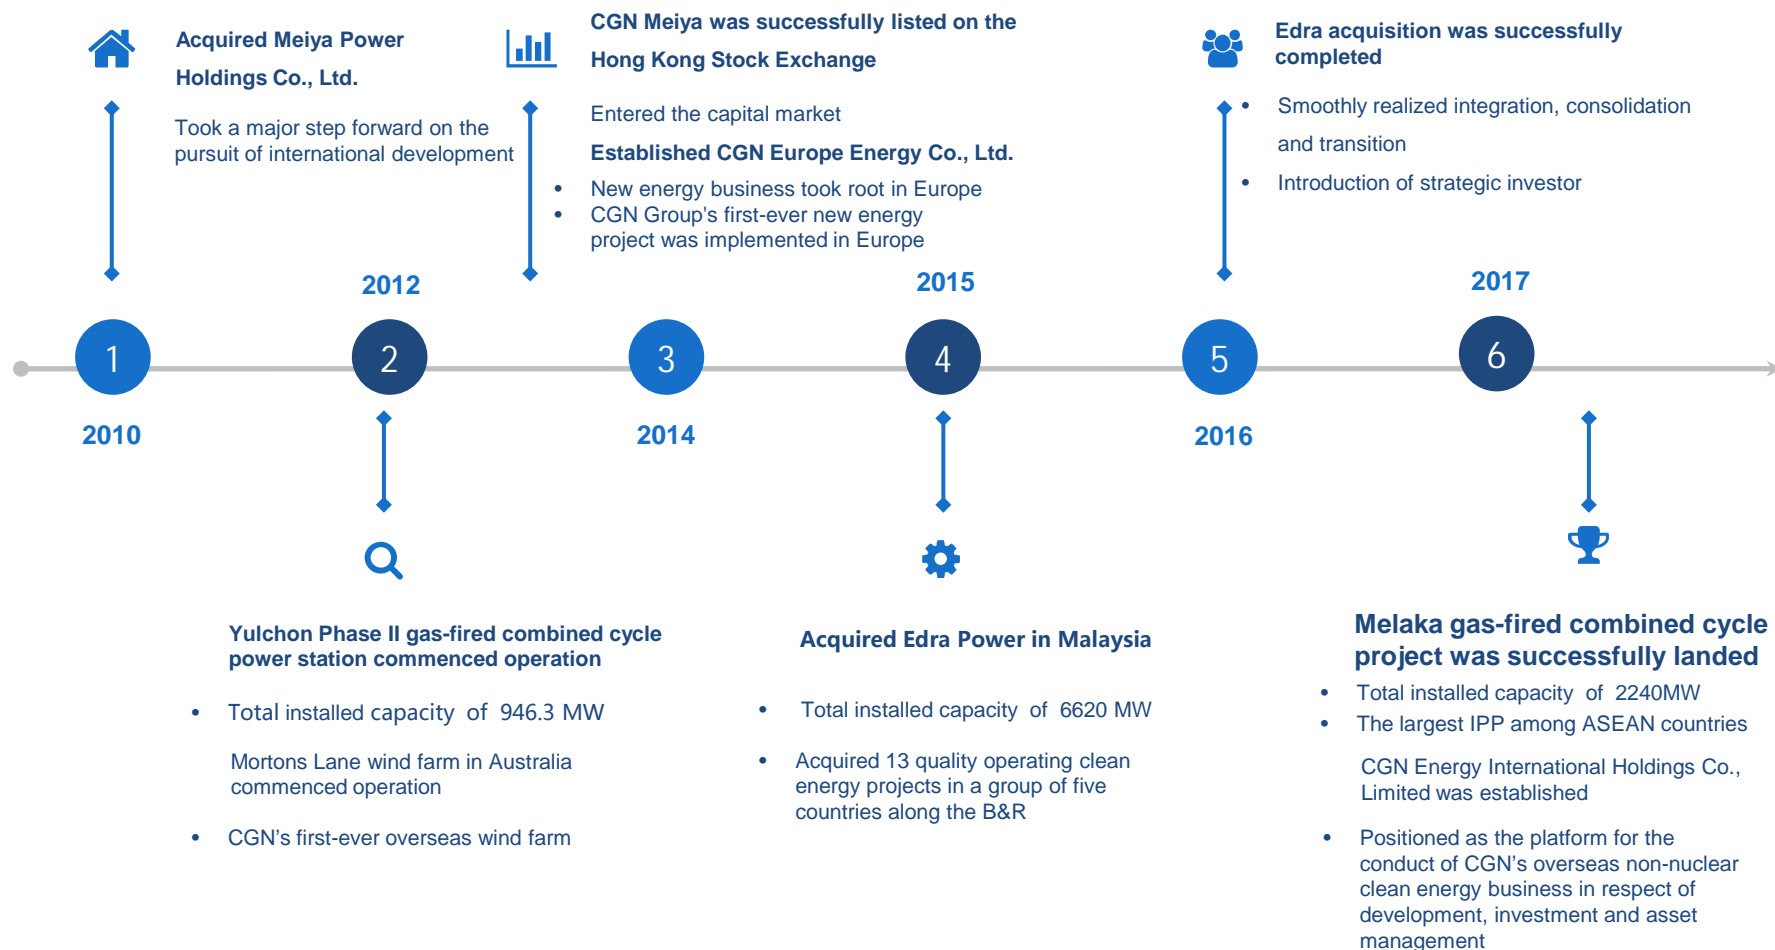 Acquired Meiya Power
Holdings Co., Ltd.
Took a major step forward on the
pursuit of international development
CGN Meiya was successfully listed on the
Hong Kong Stock Exchange
Entered the capital market
Established CGN Europe Energy Co., Ltd.
• New energy business took root in Europe
• CGN Group's first-ever new energy
project was implemented in Europe
Edra acquisition was successfully
completed
• Smoothly realized integration, consolidation
and transition
• Introduction of strategic investor
2012
2015
2017
1
2
3
4
5
6
2010
2014
2016
Yulchon Phase II gas-fired combined cycle
power station commenced operation
• Total installed capacity of 946.3 MW
Mortons Lane wind farm in Australia
commenced operation
• CGN’s first-ever overseas wind farm
Acquired Edra Power in Malaysia
• Total installed capacity of 6620 MW
• Acquired 13 quality operating clean
energy projects in a group of five
countries along the B&R
Melaka gas-fired combined cycle
project was successfully landed
• Total installed capacity of 2240MW
• The largest IPP among ASEAN countries
CGN Energy International Holdings Co.,
Limited was established
• Positioned as the platform for the
conduct of CGN’s overseas non-nuclear
clean energy business in respect of
development, investment and asset
management